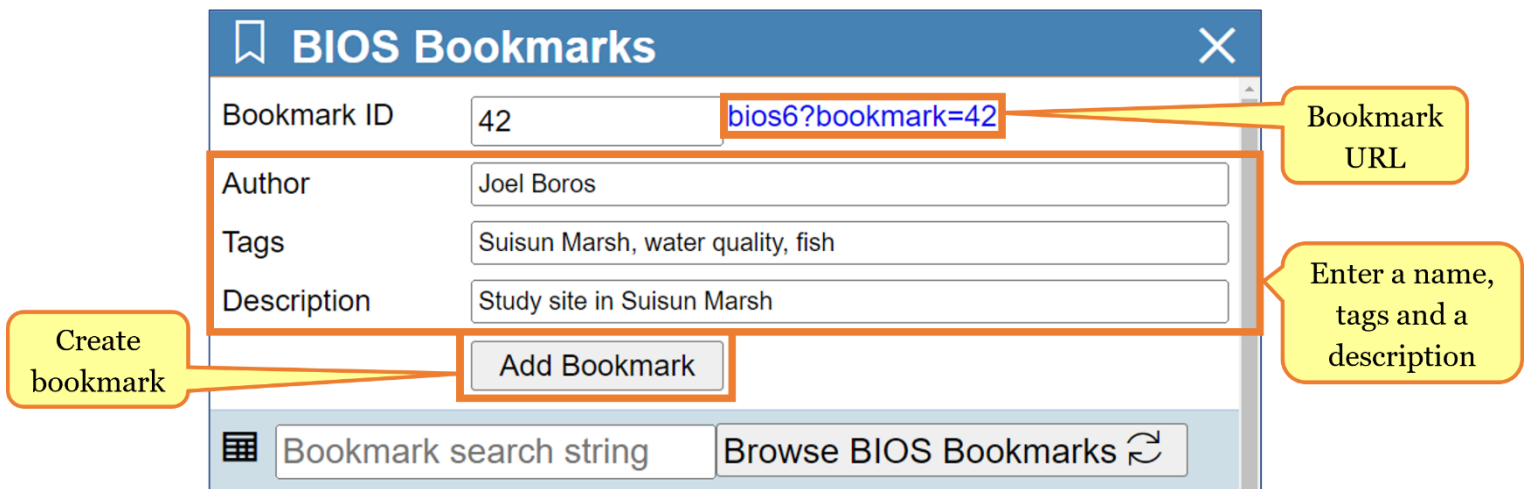 BIOS Bookmarks
Bookmark ID 42 bios6?bookmark=42
Bookmark
URL
Author Joel Boros
Tags Suisun Marsh, water quality, fish
Description Study site in Suisun Marsh
Enter a name,
tags and a
description
Create
bookmark
Add Bookmark
Bookmark search string Browse BIOS Bookmarks